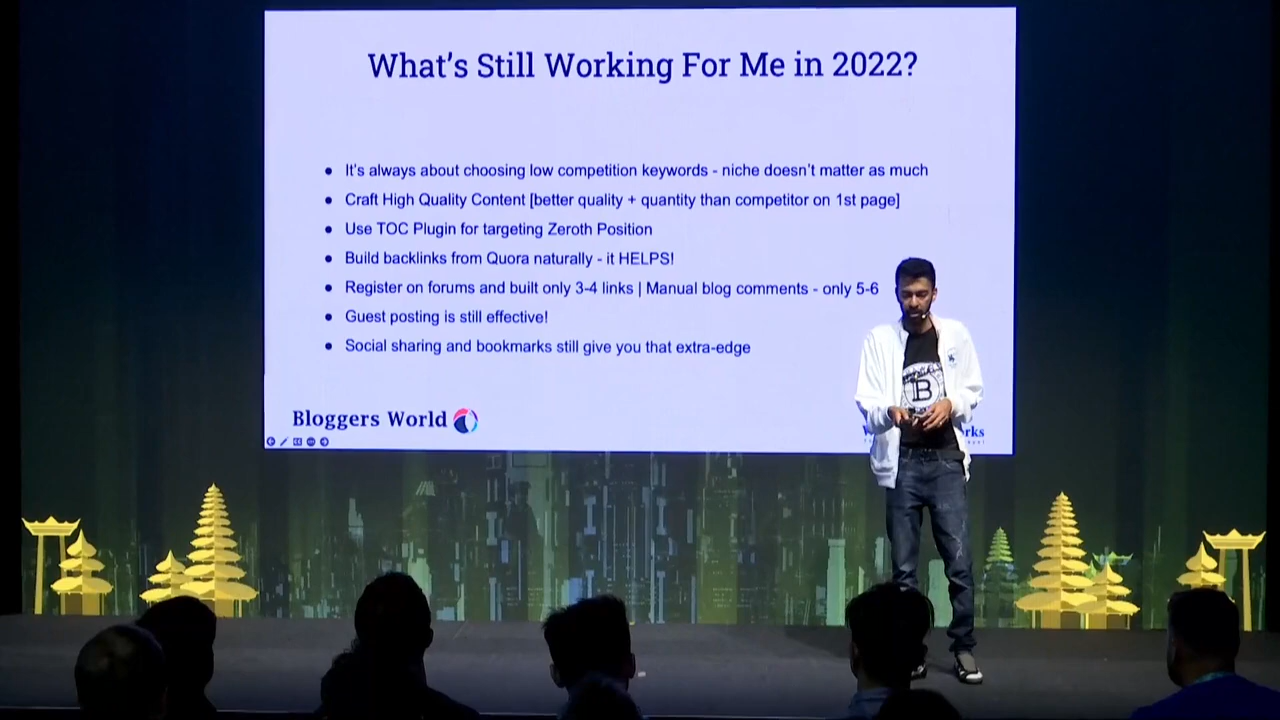 What's Still Working For Me in 2022?
It's always about choosing low competition keywords - niche doesn't matter as much
Craft High Quality Content [better quality + quantity than competitor on 1st page]
Use TOC Plugin for targeting Zeroth Position
Build backlinks from Quora naturally - it HELPS!
Register on forums and built only 3-4 links | Manual blog comments - only 5-6
Guest posting is still effective!
Social sharing and bookmarks still give you that extra-edge
B
Bloggers World